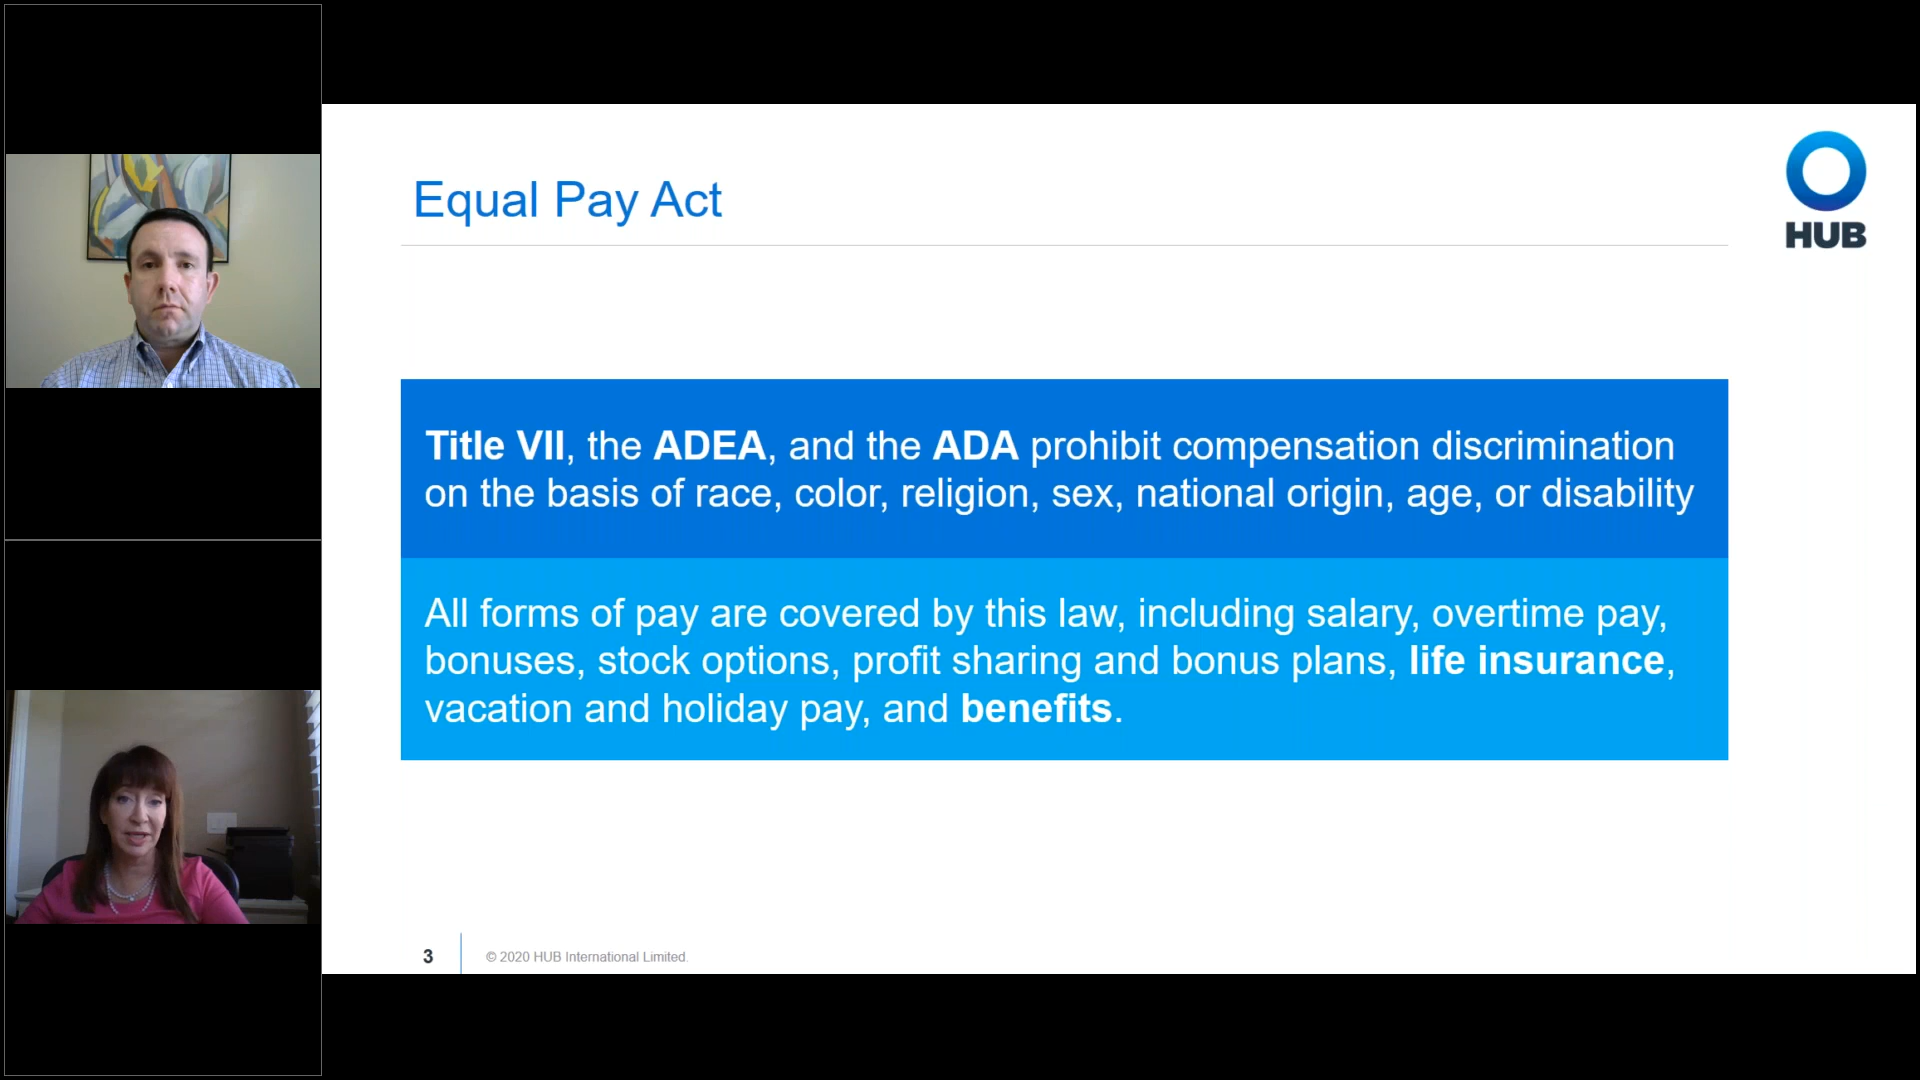 Equal Pay Act
HUB
Title VII, the ADEA, and the ADA prohibit compensation discrimination
on the basis of race, color, religion, sex, national origin, age, or disability
All forms of pay are covered by this law, including salary, overtime pay,
bonuses, stock options, profit sharing and bonus plans, life insurance,
vacation and holiday pay, and benefits.
3
© 2020 HUB International Limited.